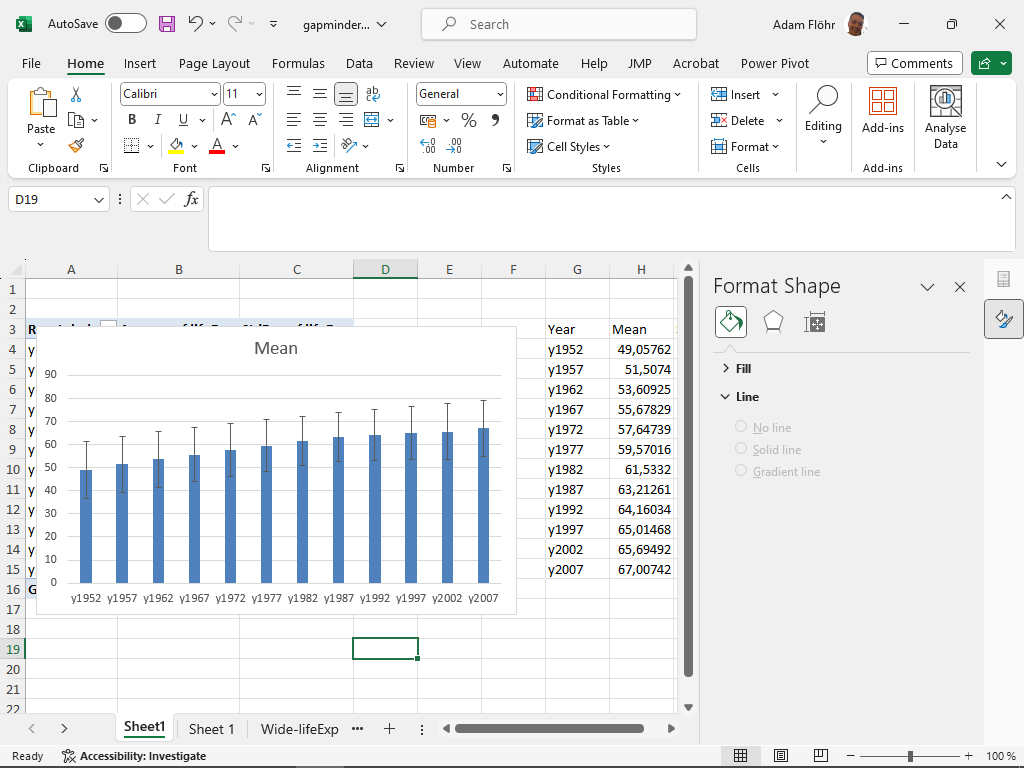 AutoSave gapminder... Search Adam Flöhr
File Home Insert Page Layout Formulas Data Review View Automate Help JMP Acrobat Power Pivot Comments
Calibri 11 General Conditional Formatting Insert
Paste B I U A A % Format as Table Delete Editing Add-ins Analyse Data
A Cell Styles Format
Clipboard Font Alignment Number Styles Cells Add-ins
D19 fx
A B C D E F G H
1
2
3 Year Mean
4 y y1952 49,05762
5 y y1957 51,5074
6 y y1962 53,60925
7 y y1967 55,67829
8 y y1972 57,64739
9 y y1977 59,57016
10 y y1982 61,5332
11 y y1987 63,21261
12 y y1992 64,16034
13 y y1997 65,01468
14 y y2002 65,69492
15 y y2007 67,00742
16 G
17
18
19
20
21
22
Mean
90
80
70
60
50
40
30
20
10
0
y1952 y1957 y1962 y1967 y1972 y1977 y1982 y1987 y1992 y1997 y2002 y2007
Format Shape
Fill
Line
No line
Solid line
Gradient line
Sheet1 Sheet 1 Wide-lifeExp
Ready Accessibility: Investigate 100 %